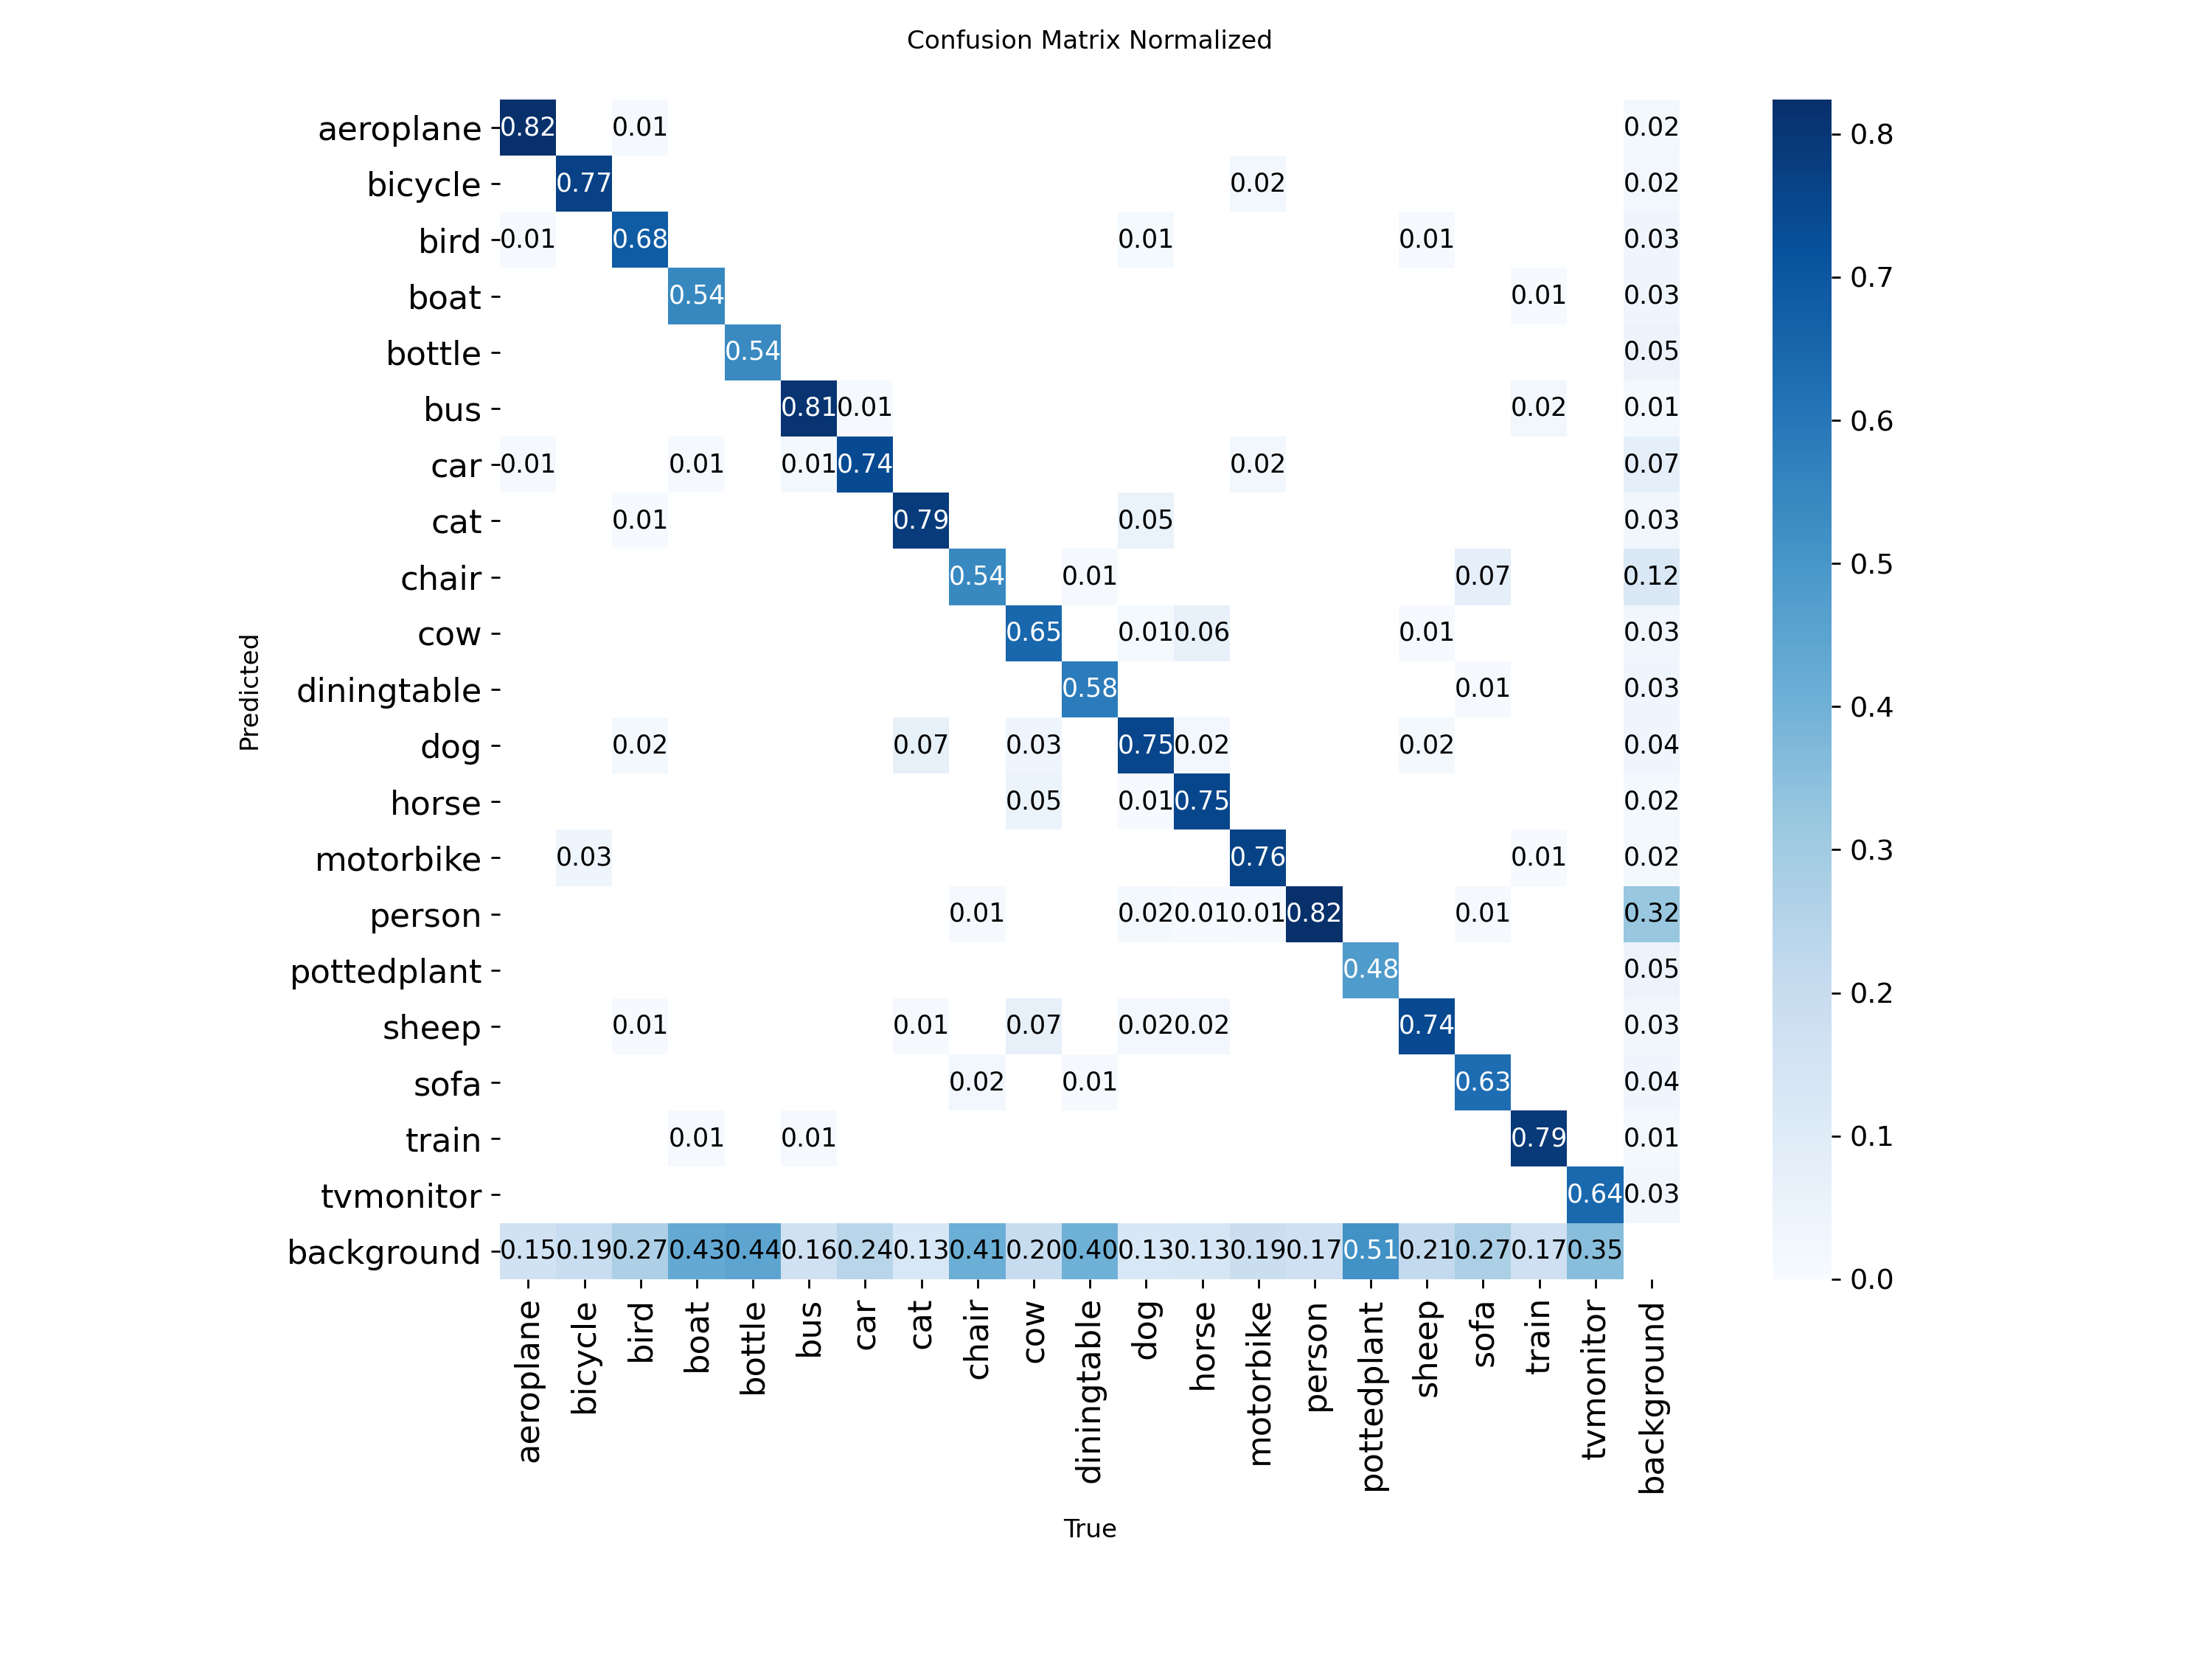 Confusion Matrix Normalized
aeroplane 0.82 0.01 0.02
bicycle 0.77 0.02 0.02
bird 0.01 0.68 0.01 0.01 0.03
boat 0.54 0.01 0.03
bottle 0.54 0.05
bus 0.81 0.01 0.02 0.01
car 0.01 0.01 0.01 0.74 0.02 0.07
cat 0.01 0.79 0.05 0.03
chair 0.54 0.01 0.07 0.12
cow 0.65 0.01 0.06 0.01 0.03
diningtable 0.58 0.01 0.03
dog 0.02 0.07 0.03 0.75 0.02 0.02 0.04
horse 0.05 0.01 0.75 0.02
motorbike 0.03 0.76 0.01 0.02
person 0.01 0.02 0.01 0.01 0.82 0.01 0.32
pottedplant 0.48 0.05
sheep 0.01 0.01 0.07 0.02 0.02 0.74 0.03
sofa 0.02 0.01 0.63 0.04
train 0.01 0.01 0.79 0.01
tvmonitor 0.64 0.03
background 0.15 0.19 0.27 0.43 0.44 0.16 0.24 0.13 0.41 0.20 0.40 0.13 0.13 0.19 0.17 0.51 0.21 0.27 0.17 0.35
aeroplane bicycle bird boat bottle bus car cat chair cow diningtable dog horse motorbike person pottedplant sheep sofa train tvmonitor background
True
Predicted
0.8
0.7
0.6
0.5
0.4
0.3
0.2
0.1
0.0